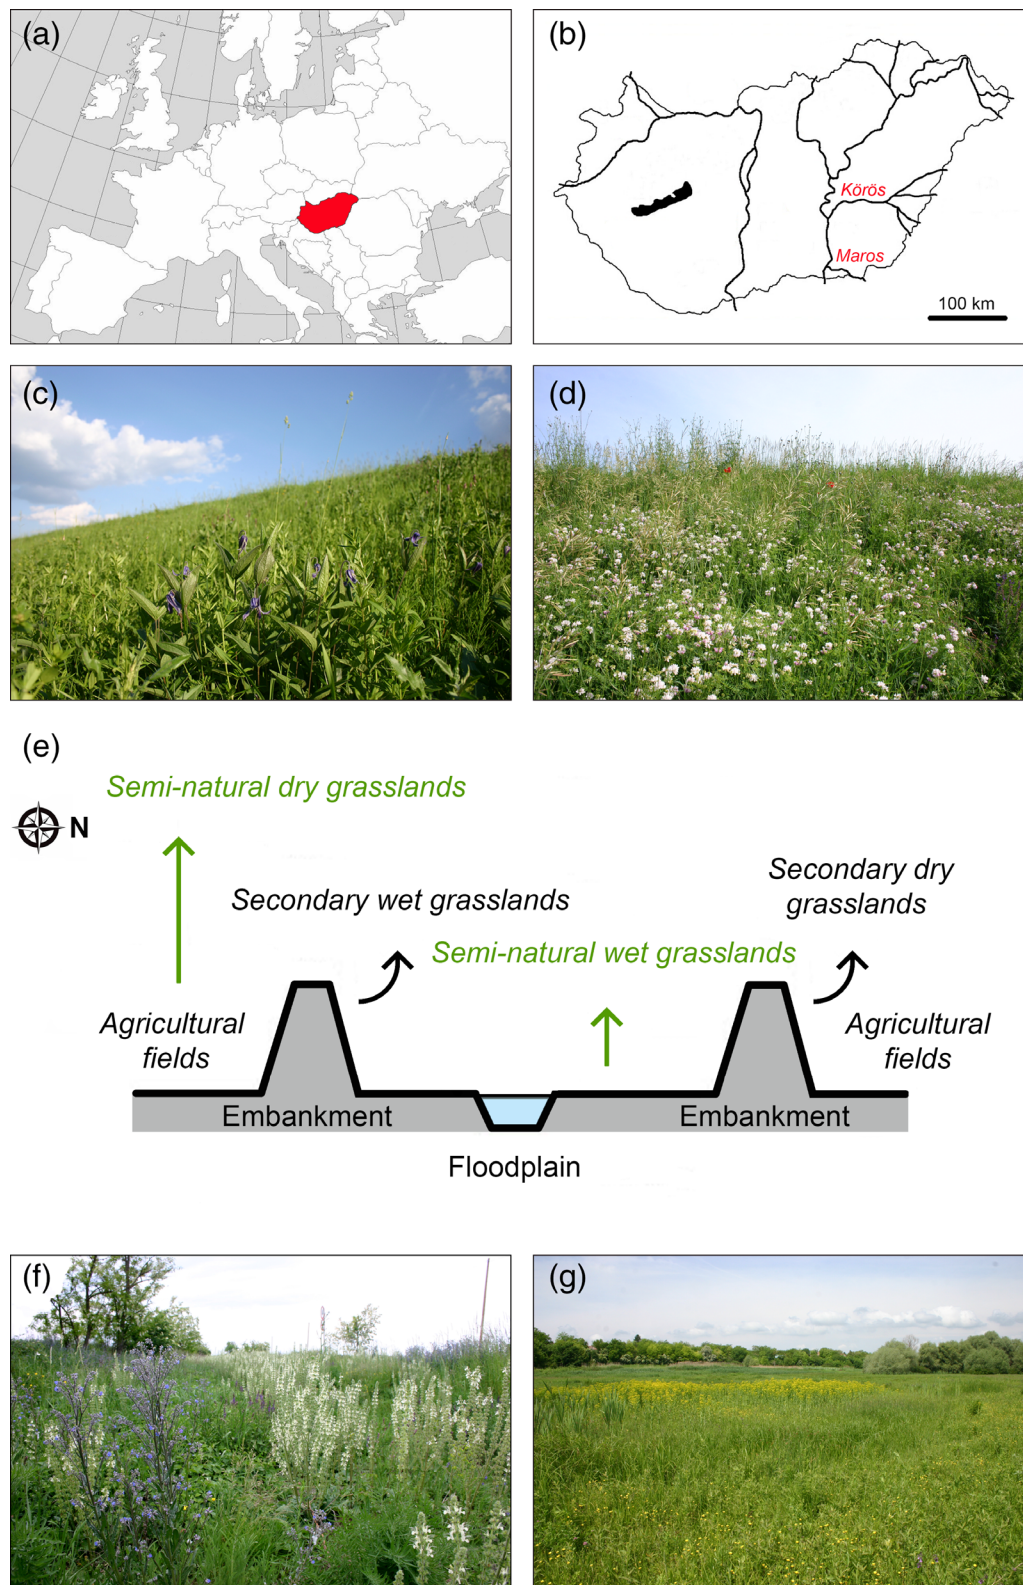 (a)
(b)
Körös
Maros
100 km
(c)
(d)
(e)
Semi-natural dry grasslands
N
Secondary dry
grasslands
Secondary wet grasslands
Semi-natural wet grasslands
Agricultural
fields
Agricultural
fields
Embankment
Embankment
Floodplain
(f)
(g)